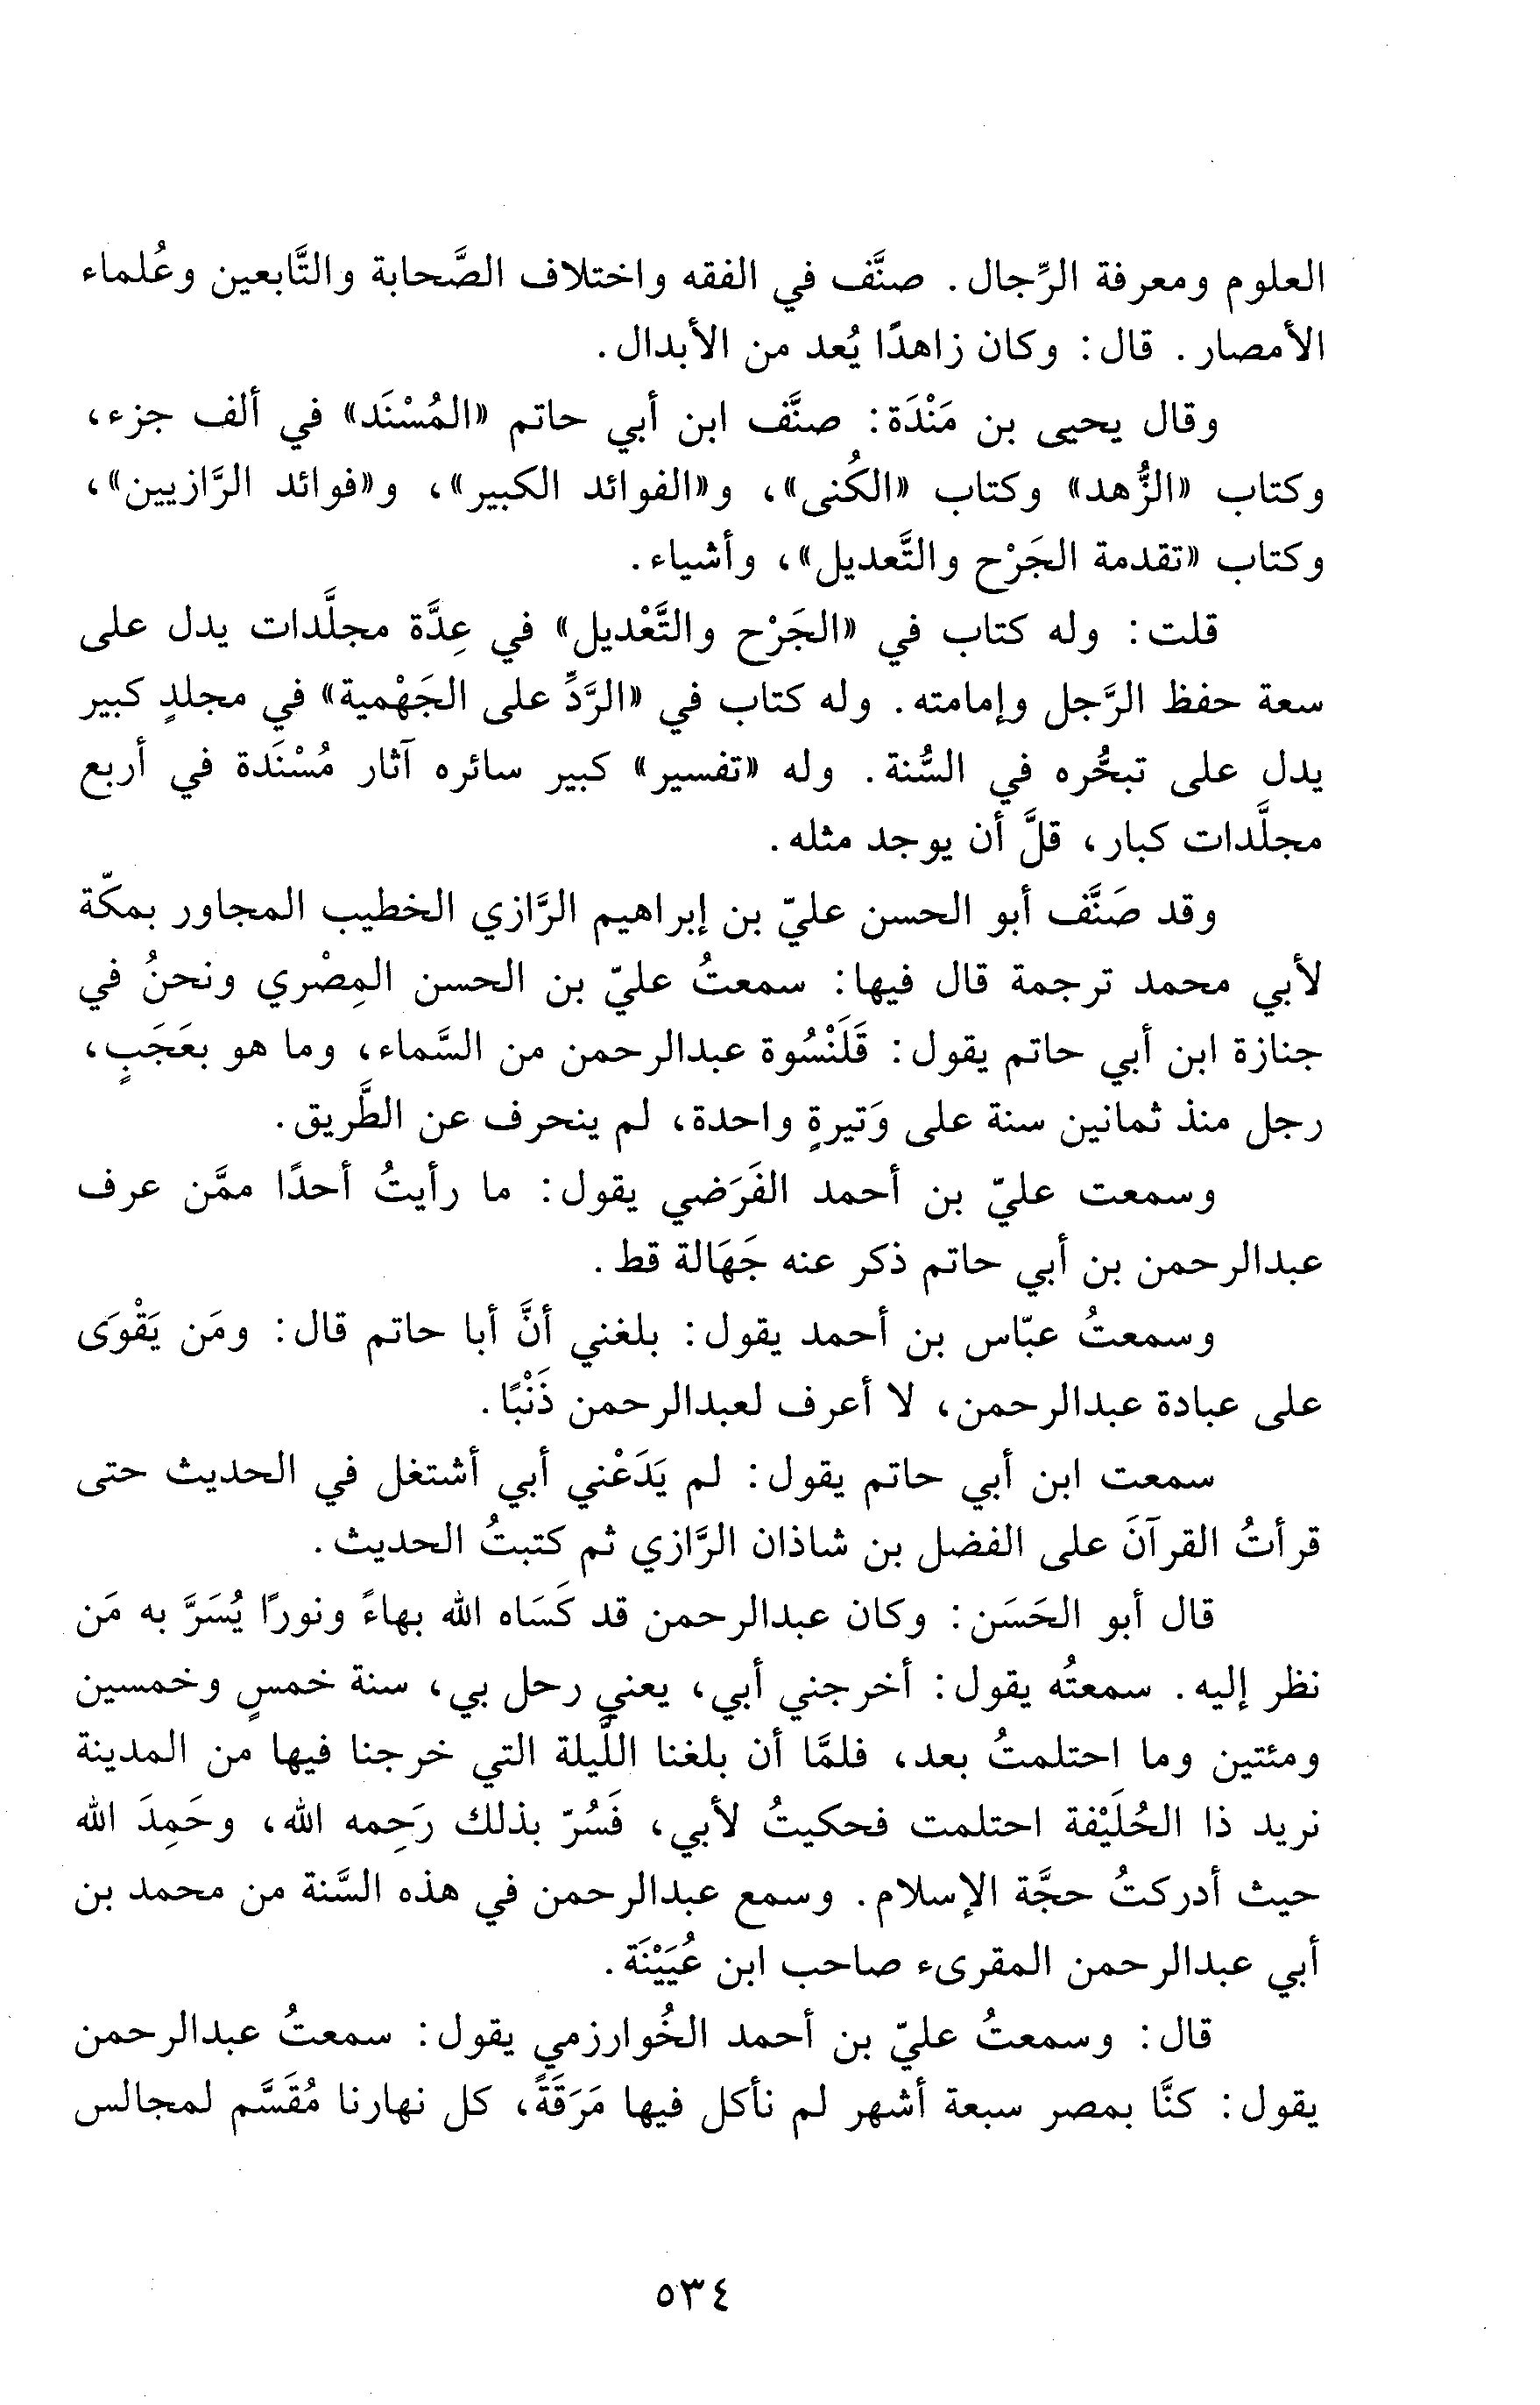 العلوم ومعرفة الرِّجال. صنَّف في الفقه واختلاف الصَّحابة والتَّابعين وعُلماء
الأمصار. قال: وكان زاهدًا يُعد من الأبدال.
وقال يحيى بن مَنْدَة: صنَّف ابن أبي حاتم «المُسْنَد» في ألف جزء،
وكتاب «الزُّهد» وكتاب «الكُنى»، و«الفوائد الكبير»، و«فوائد الرَّازيين»،
وكتاب «تقدمة الجَرْح والتَّعديل»، وأشياء.
قلت: وله كتاب في «الجَرْح والتَّعْديل» في عِدَّة مجلَّدات يدل على
سعة حفظ الرَّجل وإمامته. وله كتاب في «الرَّدِّ على الجَهْمية» في مجلدٍ كبير
يدل على تبحُّره في السُّنة. وله «تفسير» كبير سائره آثار مُسْنَدة في أربع
مجلَّدات كبار، قلَّ أن يوجد مثله.
وقد صَنَّف أبو الحسن عليّ بن إبراهيم الرَّازي الخطيب المجاور بمكّة
لأبي محمد ترجمة قال فيها: سمعتُ عليّ بن الحسن المِصْري ونحنُ في
جنازة ابن أبي حاتم يقول: قَلَنْسُوة عبدالرحمن من السَّماء، وما هو بعَجَبٍ،
رجل منذ ثمانين سنة على وَتيرةٍ واحدة، لم ينحرف عن الطَّريق.
وسمعت عليّ بن أحمد الفَرَضي يقول: ما رأيتُ أحدًا ممَّن عرف
عبدالرحمن بن أبي حاتم ذكر عنه جَهَالة قط.
وسمعتُ عبّاس بن أحمد يقول: بلغني أنَّ أبا حاتم قال: ومَن يَقْوَى
على عبادة عبدالرحمن، لا أعرف لعبدالرحمن ذَنْبًا.
سمعت ابن أبي حاتم يقول: لم يَدَعْني أبي أشتغل في الحديث حتى
قرأتُ القرآنَ على الفضل بن شاذان الرَّازي ثم كتبتُ الحديث.
قال أبو الحَسَن: وكان عبدالرحمن قد كَسَاه الله بهاءً ونورًا يُسَرَّ به مَن
نظر إليه. سمعتُه يقول: أخرجني أبي، يعني رحل بي، سنة خمسٍ وخمسين
ومئتين وما احتلمتُ بعد، فلمَّا أن بلغنا اللَّيلة التي خرجنا فيها من المدينة
نريد ذا الحُلَيْفة احتلمت فحكيتُ لأبي، فَسُرّ بذلك رَحِمه الله، وحَمِدَ الله
حيث أدركتُ حجَّة الإسلام. وسمع عبدالرحمن في هذه السَّنة من محمد بن
أبي عبدالرحمن المقرىء صاحب ابن عُيَيْنَة.
قال: وسمعتُ عليّ بن أحمد الخُوارزمي يقول: سمعتُ عبدالرحمن
يقول: كنَّا بمصر سبعة أشهر لم نأكل فيها مَرَقَةً، كل نهارنا مُقَسَّم لمجالس
٥٣٤